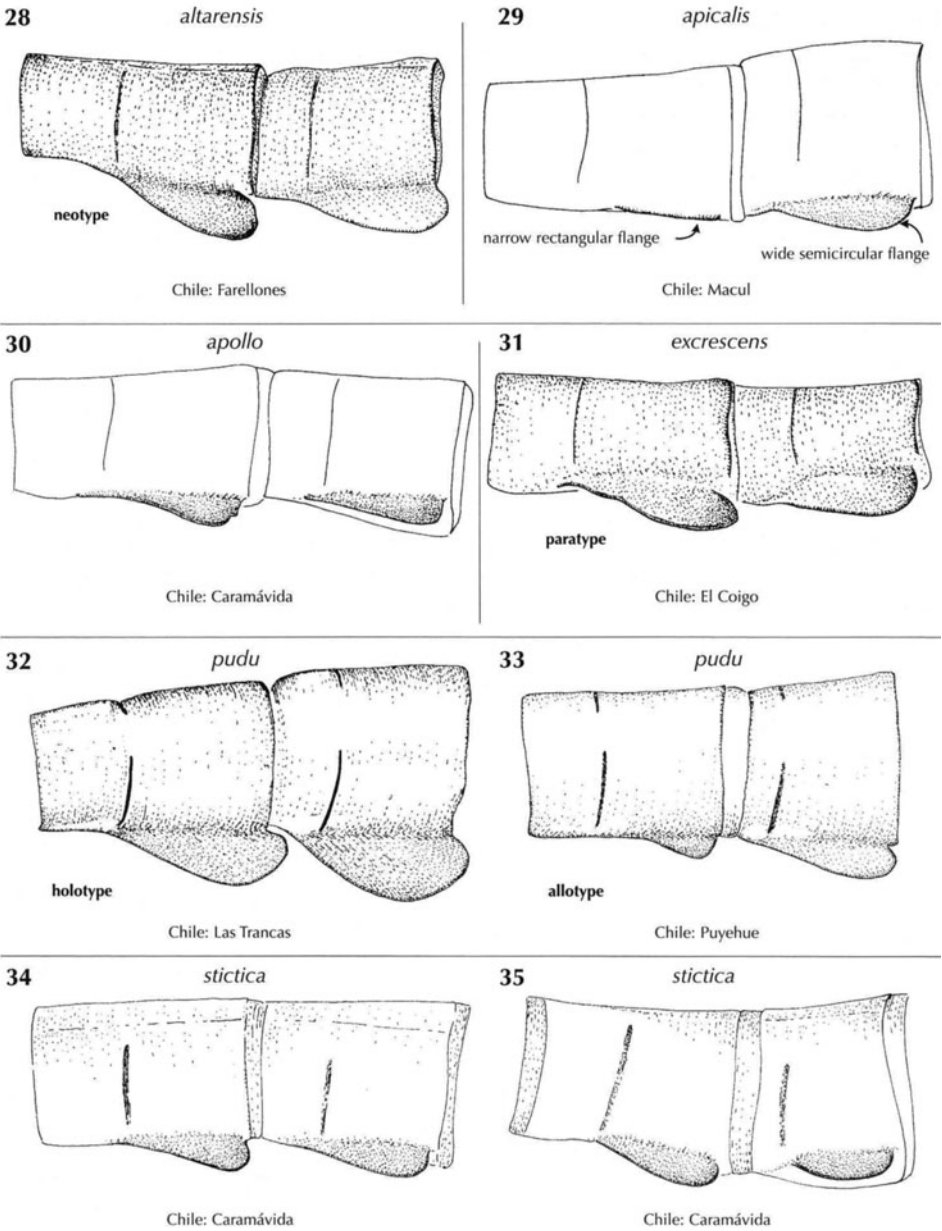 28 altarensis
neotype
Chile: Farellones
29 apicalis
narrow rectangular flange
wide semicircular flange
Chile: Macul
30 apollo
Chile: Caramávida
31 excrescens
paratype
Chile: El Coigo
32 pudu
holotype
Chile: Las Trancas
33 pudu
allotype
Chile: Puyehue
34 stictica
Chile: Caramávida
35 stictica
Chile: Caramávida